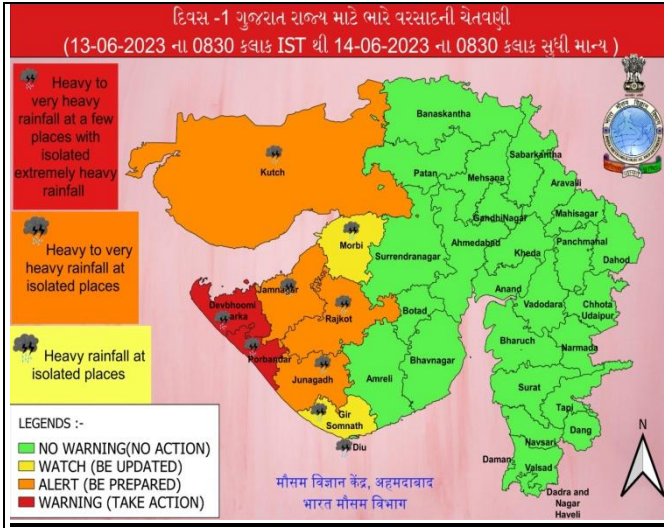 દિવસ -1 ગુજરાત રાજ્ય માટે ભારે વરસાદની ચેતવણી
(13-06-2023 ના 0830 કલાક IST થી 14-06-2023 ના 0830 કલાક સુધી માન્ય )
Heavy to
very heavy
rainfall at a few
places with
isolated
extremely heavy
rainfall
Heavy to very
heavy rainfall at
isolated places
Heavy rainfall at
isolated places
LEGENDS :-
NO WARNING(NO ACTION)
WATCH (BE UPDATED)
ALERT (BE PREPARED)
WARNING (TAKE ACTION)
Banaskantha
Sabarkantha
Patan
Mehsana
Aravalli
Kutch
GandhiNagar
Mahisagar
Morbi
Surrendranagar
Ahmedabad
Kheda
Panchmahal
Dahod
Jamnagar
Devbhoomi
arka
Rajkot
Anand
Vadodara
Chhota
Udaipur
Botad
Porbandar
Bharuch
Narmada
Junagadh
Amreli
Bhavnagar
Surat
Tapi
Gir
Somnath
Dang
Diu
Navsari
Daman
Valsad
Dadra and
Nagar
Haveli
N
मौसम विज्ञान केंद्र, अहमदाबाद
भारत मौसम विभाग